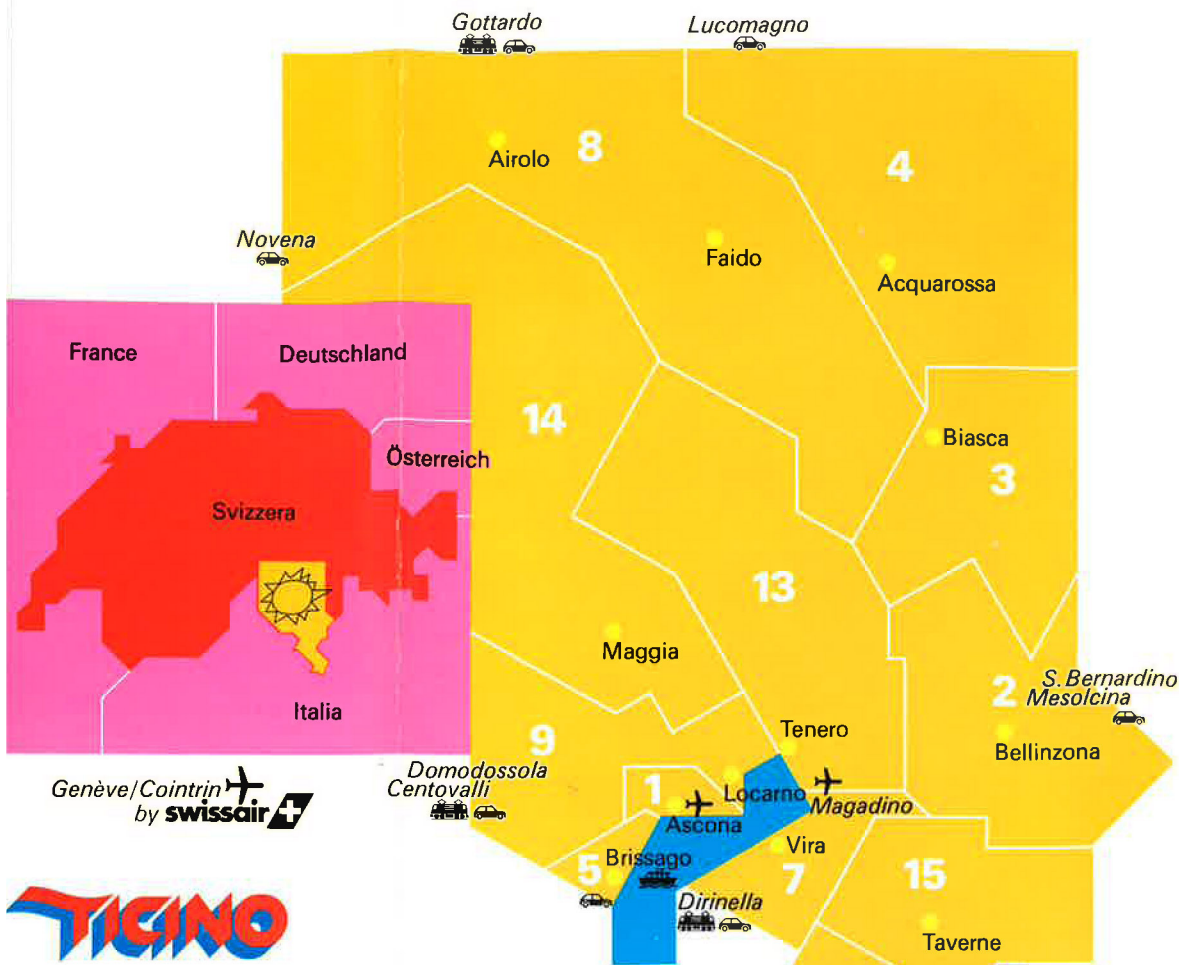 Gottardo
Lucomagno
8
4
Airolo
Novena
Faido
Acquarossa
France
Deutschland
14
Biasca
Österreich
3
Svizzera
13
Maggia
S. Bernardino
Mesolcina
2
Italia
9
Tenero
Bellinzona
Domodossola
Centovalli
Genève/Cointrin
by swissair
1
Locarno
Magadino
Ascona
Vira
Brissago
5
7
15
Dirinella
TICINO
Taverne